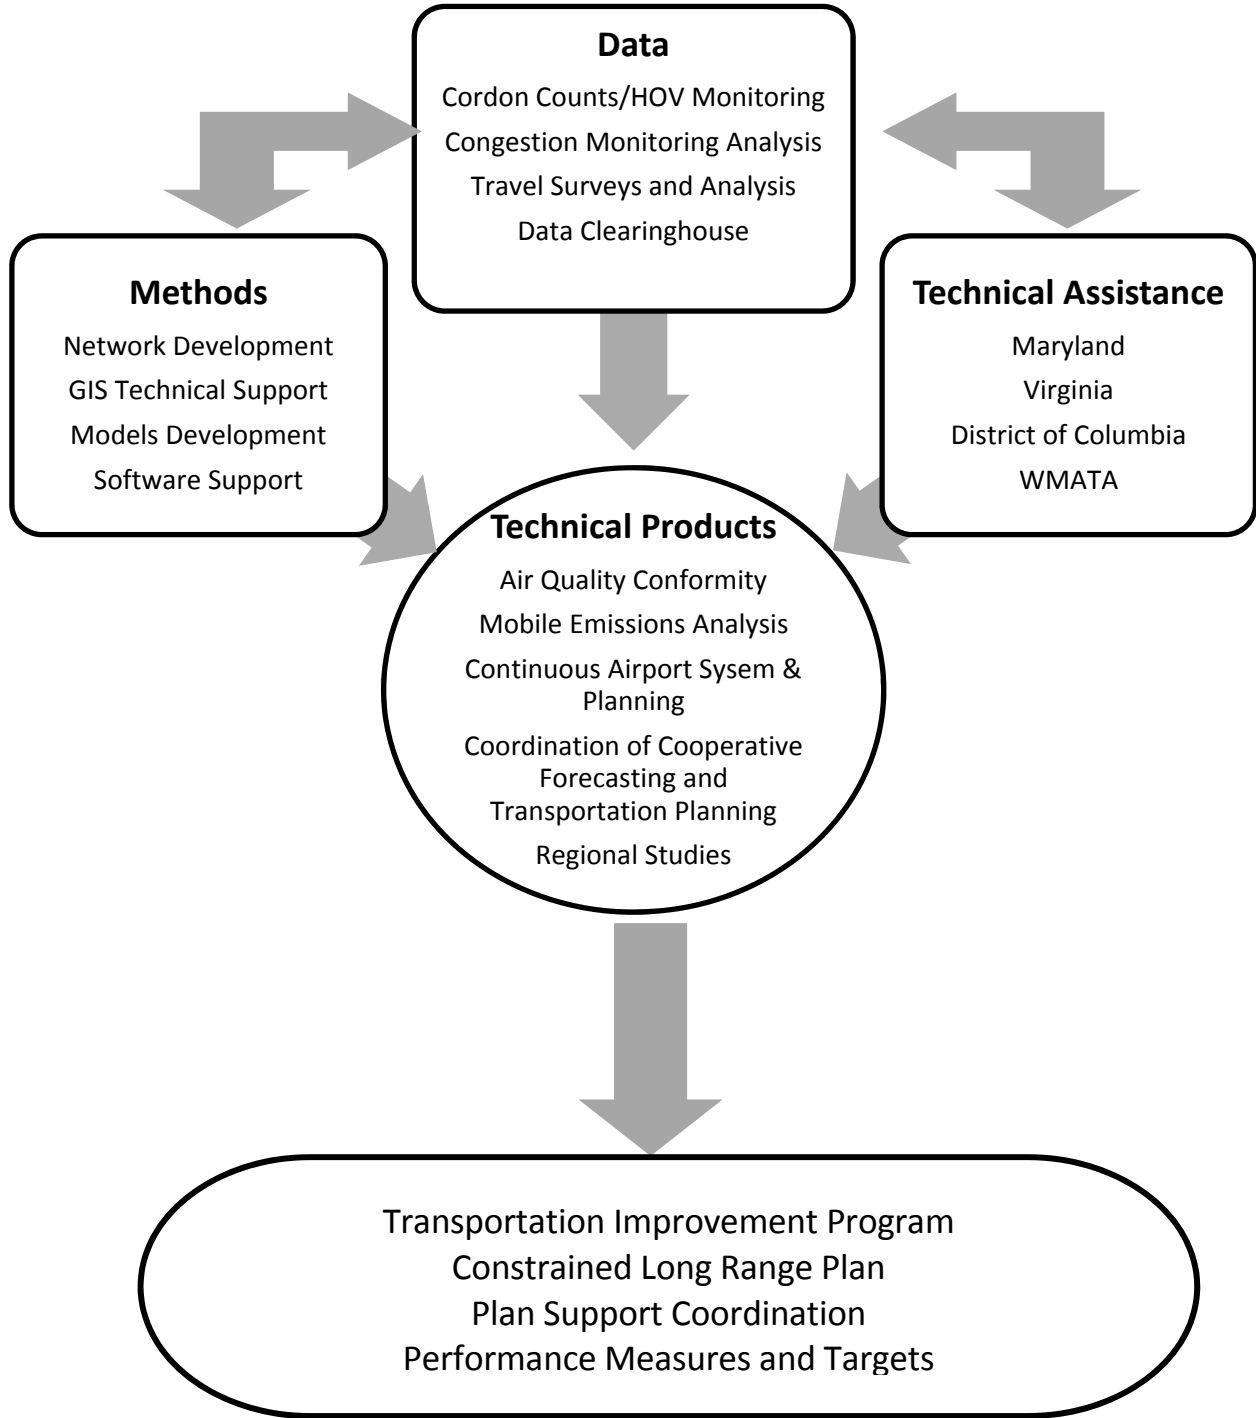 Data
Cordon Counts/HOV Monitoring
Congestion Monitoring Analysis
Travel Surveys and Analysis
Data Clearinghouse
Methods
Network Development
GIS Technical Support
Models Development
Software Support
Technical Assistance
Maryland
Virginia
District of Columbia
WMATA
Technical Products
Air Quality Conformity
Mobile Emissions Analysis
Continuous Airport Sysem &
Planning
Coordination of Cooperative
Forecasting and
Transportation Planning
Regional Studies
Transportation Improvement Program
Constrained Long Range Plan
Plan Support Coordination
Performance Measures and Targets